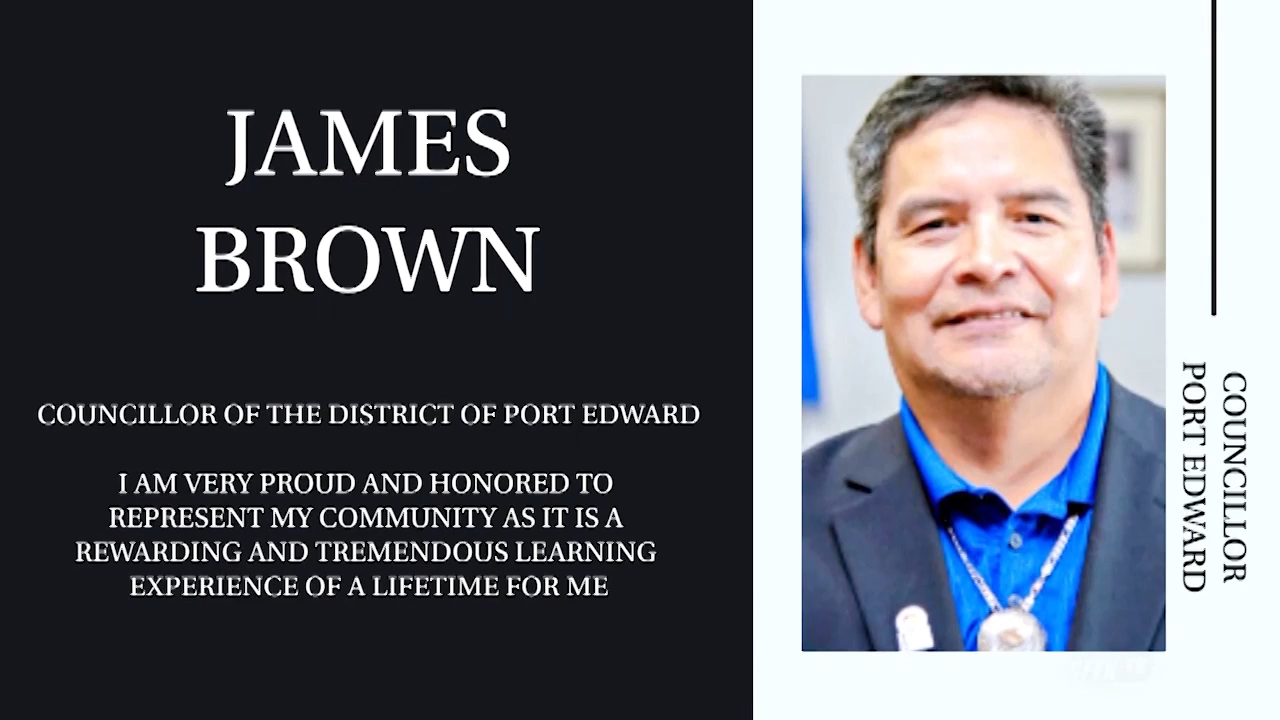 JAMES
BROWN
COUNCILLOR OF THE DISTRICT OF PORT EDWARD
I AM VERY PROUD AND HONORED TO
REPRESENT MY COMMUNITY AS IT IS A
REWARDING AND TREMENDOUS LEARNING
EXPERIENCE OF A LIFETIME FOR ME
COUNCILLOR
PORT EDWARD